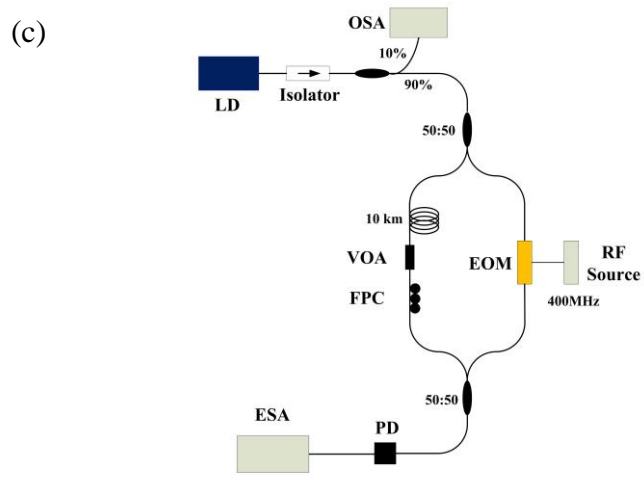 (c)
OSA
10%
90%
LD
Isolator
50:50
10 km
VOA
EOM
RF
Source
FPC
400MHz
50:50
ESA
PD